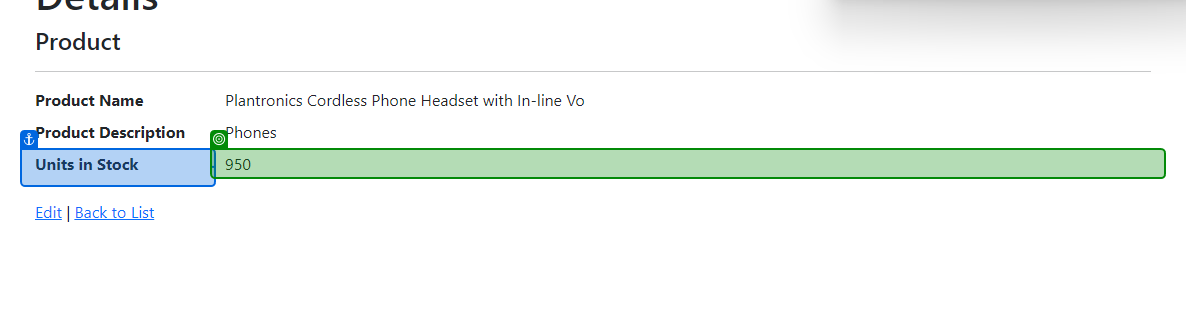 Details
Product
Product Name Plantronics Cordless Phone Headset with In-line Vo
Product Description Phones
Units in Stock 950
Edit | Back to List